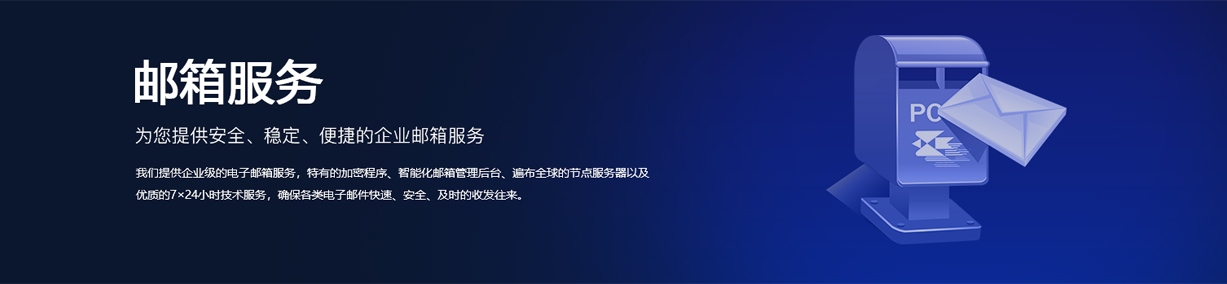 邮箱服务
为您提供安全、稳定、便捷的企业邮箱服务
我们提供企业级的电子邮箱服务，特有的加密程序、智能化邮箱管理后台、遍布全球的节点服务器以及
优质的7×24小时技术服务，确保各类电子邮件快速、安全、及时的收发往来。